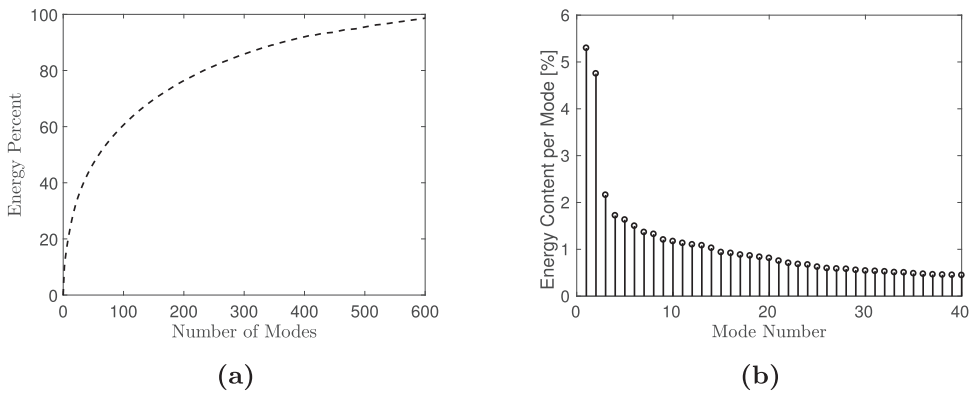 100
80
60
40
20
0
Energy Percent
0 100 200 300 400 500 600
Number of Modes
(a)
6
5
4
3
2
1
0
Energy Content per Mode [%]
0 10 20 30 40
Mode Number
(b)